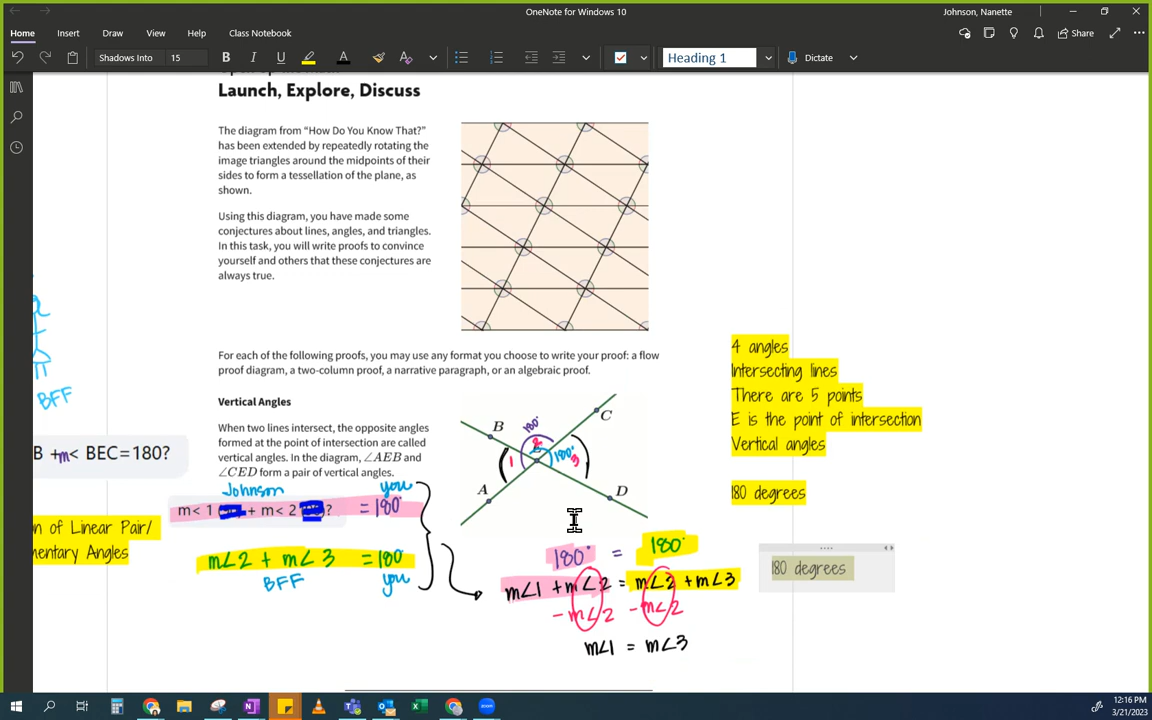 OneNote for Windows 10
Johnson, Nanette
Home Insert Draw View Help Class Notebook
Share
Shadows Into 15 B I U A Heading 1 Dictate
Launch, Explore, Discuss
The diagram from “How Do You Know That?”
has been extended by repeatedly rotating the
image triangles around the midpoints of their
sides to form a tessellation of the plane, as
shown.
Using this diagram, you have made some
conjectures about lines, angles, and triangles.
In this task, you will write proofs to convince
yourself and others that these conjectures are
always true.
For each of the following proofs, you may use any format you choose to write your proof: a flow
proof diagram, a two-column proof, a narrative paragraph, or an algebraic proof.
Vertical Angles
When two lines intersect, the opposite angles
formed at the point of intersection are called
vertical angles. In the diagram, ∠AEB and
∠CED form a pair of vertical angles.
BFF
B +m< BEC=180?
n of Linear Pair/
mentary Angles
Johnson
you
m< 1 + m< 2 ? = 180°
m∠2 + m∠3 = 180
BFF
you
B
180°
C
1 2 180° 3
A
D
180° = 180°
m∠1 + m∠2 = m∠2 + m∠3
- m∠2 - m∠2
m∠1 = m∠3
4 angles
Intersecting lines
There are 5 points
E is the point of intersection
Vertical angles
180 degrees
180 degrees
12:16 PM
3/21/2023